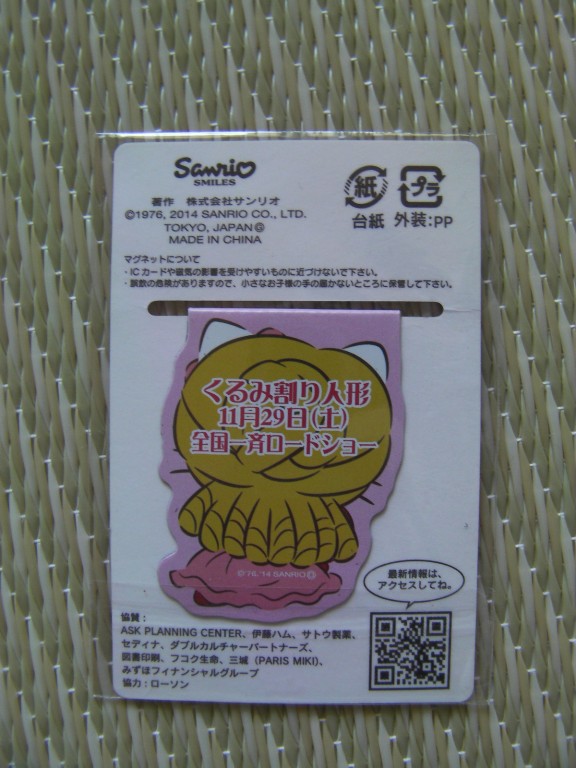 Sanrio
SMILES
著作 株式会社サンリオ
©1976, 2014 SANRIO CO., LTD.
TOKYO, JAPAN Ⓛ
MADE IN CHINA
紙
台紙
プラ
外装:PP
マグネットについて
・ICカードや磁気の影響を受けやすいものに近づけないで下さい。
・誤飲の危険がありますので、小さなお子様の手の届かないところに保管して下さい。
くるみ割り人形
11月29日(土)
全国一斉ロードショー
©'76,'14 SANRIO
最新情報は、
アクセスしてね。
協賛:
ASK PLANNING CENTER、伊藤ハム、サトウ製薬、
セディナ、ダブルカルチャーパートナーズ、
図書印刷、フコク生命、三城(PARIS MIKI)、
みずほフィナンシャルグループ
協力:ローソン